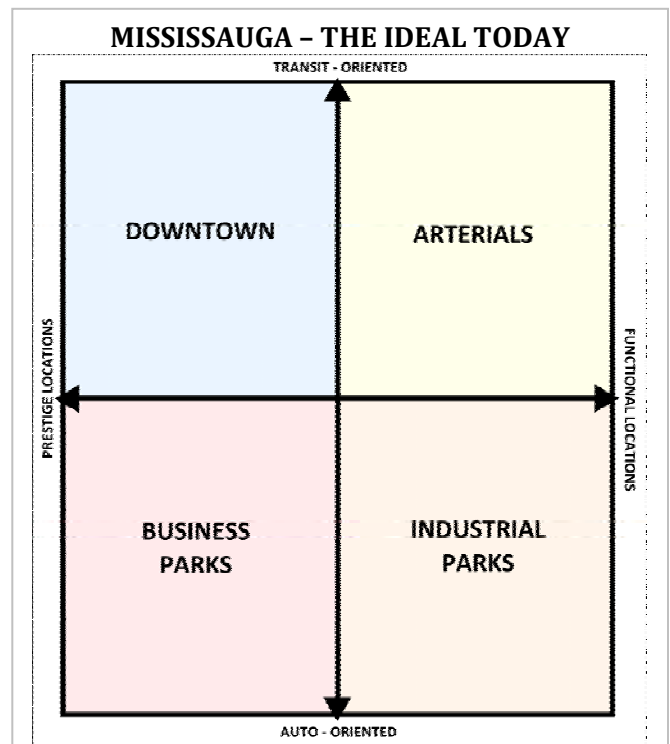 MISSISSAUGA – THE IDEAL TODAY
TRANSIT - ORIENTED
DOWNTOWN
ARTERIALS
PRESTIGE LOCATIONS
FUNCTIONAL LOCATIONS
BUSINESS
PARKS
INDUSTRIAL
PARKS
AUTO - ORIENTED